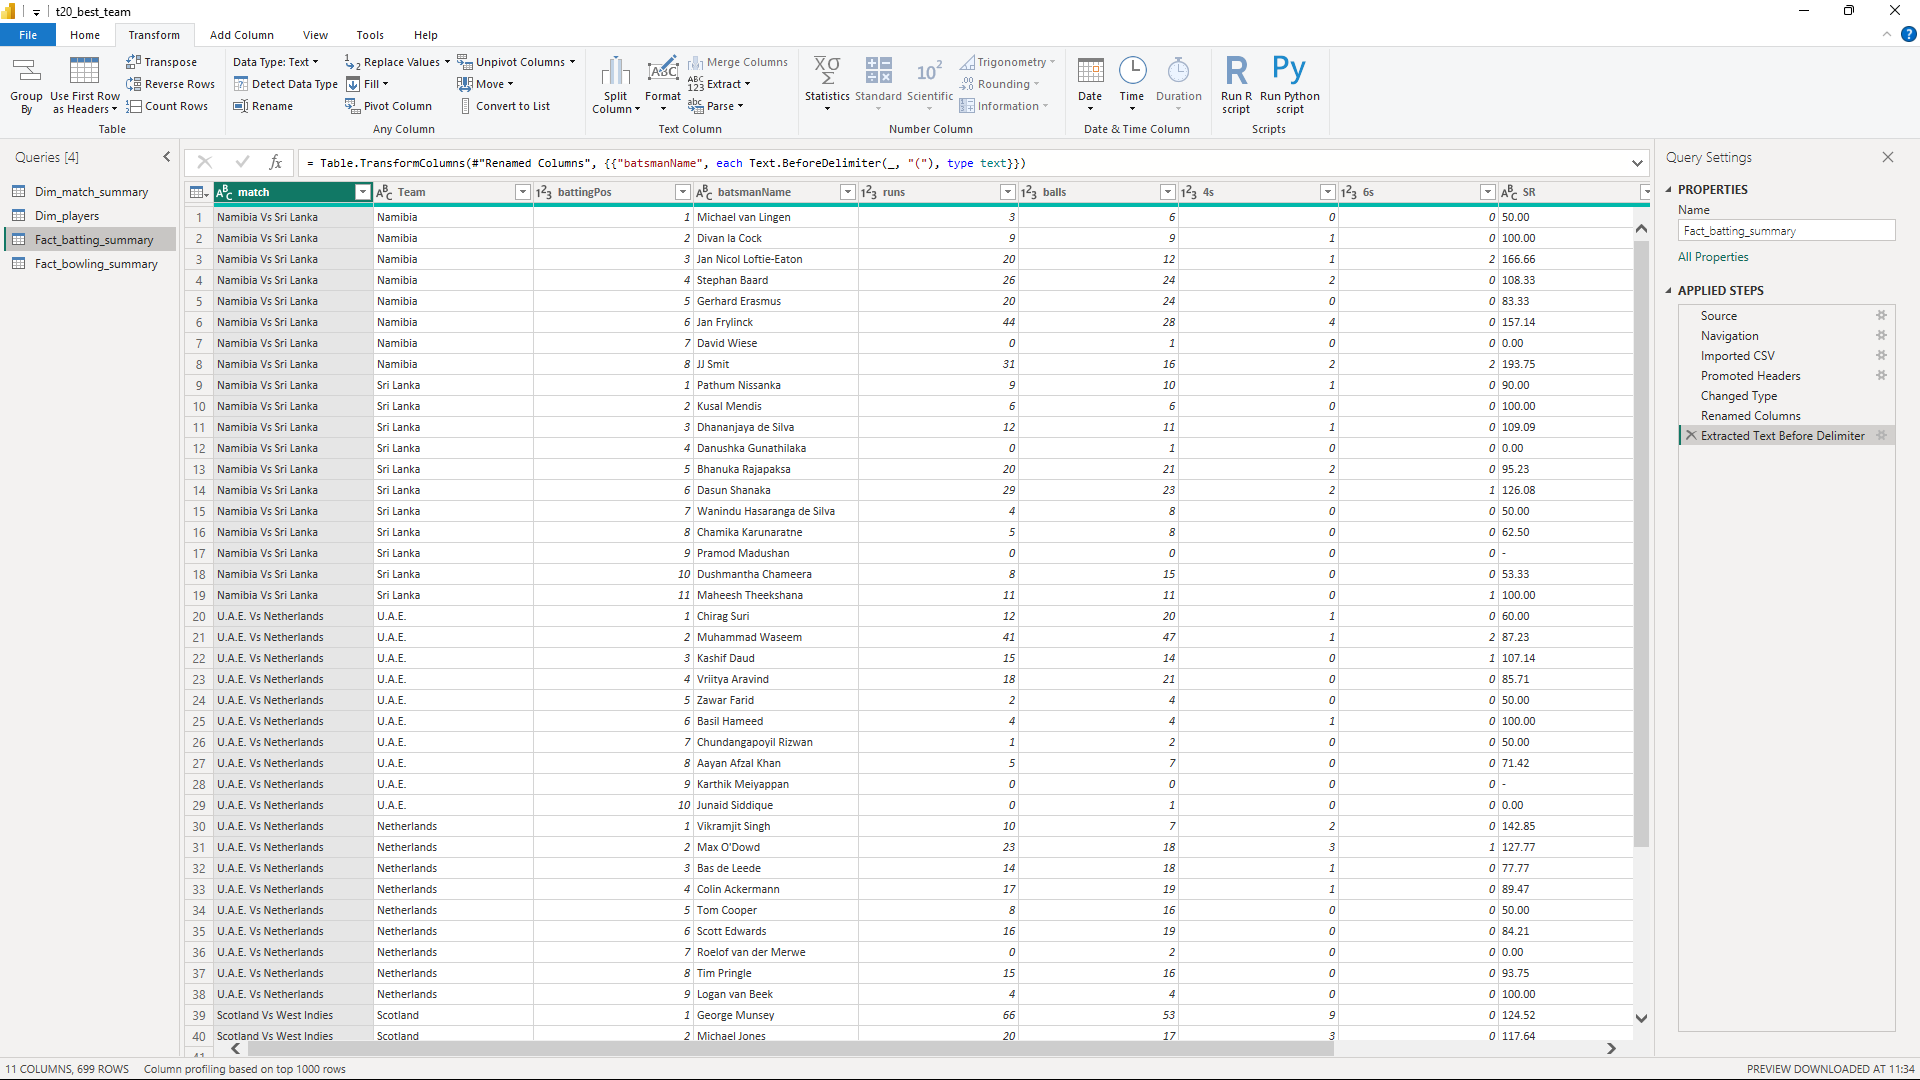 t20_best_team
File Home Transform Add Column View Tools Help
Group By
Use First Row as Headers
Transpose
Reverse Rows
Count Rows
Table
Data Type: Text
Detect Data Type
Rename
Replace Values
Fill
Pivot Column
Unpivot Columns
Move
Convert to List
Any Column
Split Column
Format
Merge Columns
Extract
Parse
Text Column
Statistics
Standard
Scientific
Trigonometry
Rounding
Information
Number Column
Date
Time
Duration
Date & Time Column
Run R script
Run Python script
Scripts
Queries [4]
Dim_match_summary
Dim_players
Fact_batting_summary
Fact_bowling_summary
= Table.TransformColumns(#"Renamed Columns", {{"batsmanName", each Text.BeforeDelimiter(_, "("), type text}})
match Team battingPos batsmanName runs balls 4s 6s SR
1 Namibia Vs Sri Lanka Namibia 1 Michael van Lingen 3 6 0 0 50.00
2 Namibia Vs Sri Lanka Namibia 2 Divan la Cock 9 9 1 0 100.00
3 Namibia Vs Sri Lanka Namibia 3 Jan Nicol Loftie-Eaton 20 12 1 2 166.66
4 Namibia Vs Sri Lanka Namibia 4 Stephan Baard 26 24 2 0 108.33
5 Namibia Vs Sri Lanka Namibia 5 Gerhard Erasmus 20 24 0 0 83.33
6 Namibia Vs Sri Lanka Namibia 6 Jan Frylinck 44 28 4 0 157.14
7 Namibia Vs Sri Lanka Namibia 7 David Wiese 0 1 0 0 0.00
8 Namibia Vs Sri Lanka Namibia 8 JJ Smit 31 16 2 2 193.75
9 Namibia Vs Sri Lanka Sri Lanka 1 Pathum Nissanka 9 10 1 0 90.00
10 Namibia Vs Sri Lanka Sri Lanka 2 Kusal Mendis 6 6 0 0 100.00
11 Namibia Vs Sri Lanka Sri Lanka 3 Dhananjaya de Silva 12 11 1 0 109.09
12 Namibia Vs Sri Lanka Sri Lanka 4 Danushka Gunathilaka 0 1 0 0 0.00
13 Namibia Vs Sri Lanka Sri Lanka 5 Bhanuka Rajapaksa 20 21 2 0 95.23
14 Namibia Vs Sri Lanka Sri Lanka 6 Dasun Shanaka 29 23 2 1 126.08
15 Namibia Vs Sri Lanka Sri Lanka 7 Wanindu Hasaranga de Silva 4 8 0 0 50.00
16 Namibia Vs Sri Lanka Sri Lanka 8 Chamika Karunaratne 5 8 0 0 62.50
17 Namibia Vs Sri Lanka Sri Lanka 9 Pramod Madushan 0 0 0 0 -
18 Namibia Vs Sri Lanka Sri Lanka 10 Dushmantha Chameera 8 15 0 0 53.33
19 Namibia Vs Sri Lanka Sri Lanka 11 Maheesh Theekshana 11 11 0 1 100.00
20 U.A.E. Vs Netherlands U.A.E. 1 Chirag Suri 12 20 1 0 60.00
21 U.A.E. Vs Netherlands U.A.E. 2 Muhammad Waseem 41 47 1 2 87.23
22 U.A.E. Vs Netherlands U.A.E. 3 Kashif Daud 15 14 0 1 107.14
23 U.A.E. Vs Netherlands U.A.E. 4 Vriitya Aravind 18 21 0 0 85.71
24 U.A.E. Vs Netherlands U.A.E. 5 Zawar Farid 2 4 0 0 50.00
25 U.A.E. Vs Netherlands U.A.E. 6 Basil Hameed 4 4 1 0 100.00
26 U.A.E. Vs Netherlands U.A.E. 7 Chundangapoyil Rizwan 1 2 0 0 50.00
27 U.A.E. Vs Netherlands U.A.E. 8 Aayan Afzal Khan 5 7 0 0 71.42
28 U.A.E. Vs Netherlands U.A.E. 9 Karthik Meiyappan 0 0 0 0 -
29 U.A.E. Vs Netherlands U.A.E. 10 Junaid Siddique 0 1 0 0 0.00
30 U.A.E. Vs Netherlands Netherlands 1 Vikramjit Singh 10 7 2 0 142.85
31 U.A.E. Vs Netherlands Netherlands 2 Max O'Dowd 23 18 3 1 127.77
32 U.A.E. Vs Netherlands Netherlands 3 Bas de Leede 14 18 1 0 77.77
33 U.A.E. Vs Netherlands Netherlands 4 Colin Ackermann 17 19 1 0 89.47
34 U.A.E. Vs Netherlands Netherlands 5 Tom Cooper 8 16 0 0 50.00
35 U.A.E. Vs Netherlands Netherlands 6 Scott Edwards 16 19 0 0 84.21
36 U.A.E. Vs Netherlands Netherlands 7 Roelof van der Merwe 0 2 0 0 0.00
37 U.A.E. Vs Netherlands Netherlands 8 Tim Pringle 15 16 0 0 93.75
38 U.A.E. Vs Netherlands Netherlands 9 Logan van Beek 4 4 0 0 100.00
39 Scotland Vs West Indies Scotland 1 George Munsey 66 53 9 0 124.52
40 Scotland Vs West Indies Scotland 2 Michael Jones 20 17 3 0 117.64
41
Query Settings
PROPERTIES
Name
Fact_batting_summary
All Properties
APPLIED STEPS
Source
Navigation
Imported CSV
Promoted Headers
Changed Type
Renamed Columns
Extracted Text Before Delimiter
11 COLUMNS, 699 ROWS Column profiling based on top 1000 rows
PREVIEW DOWNLOADED AT 11:34